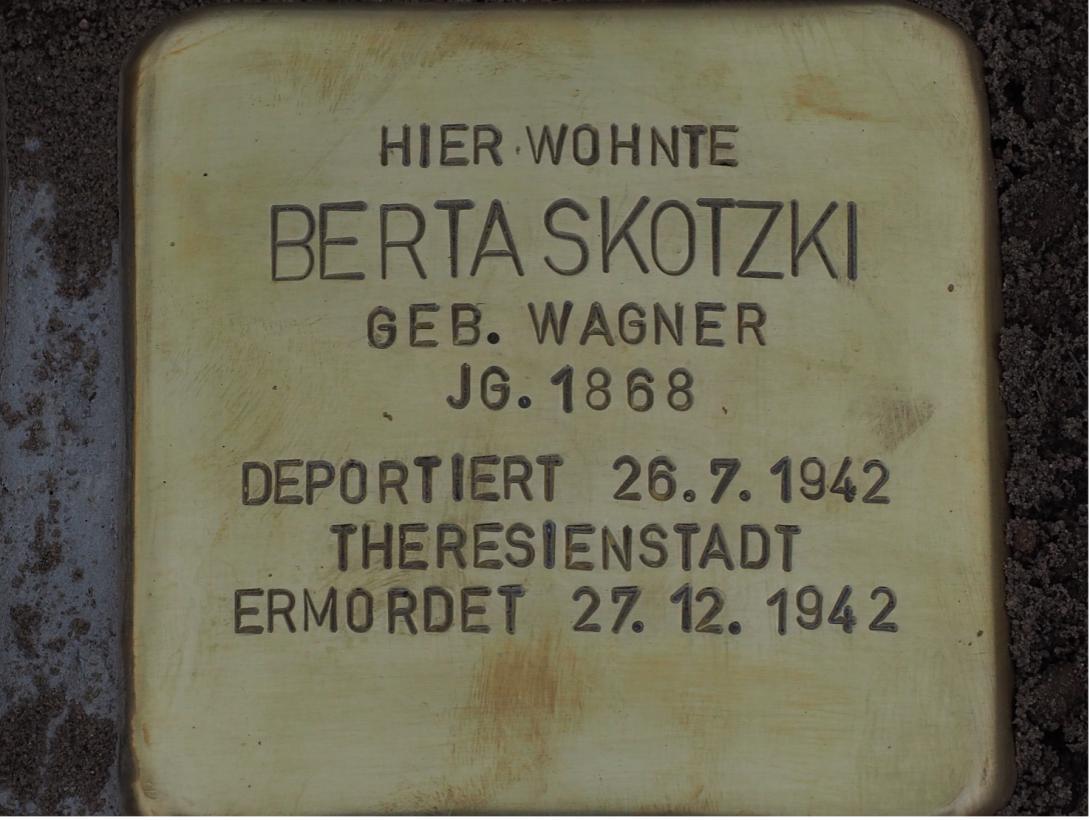 HIER WOHNTE
BERTA SKOTZKI
GEB. WAGNER
JG. 1868
DEPORTIERT 26.7.1942
THERESIENSTADT
ERMORDET 27.12.1942